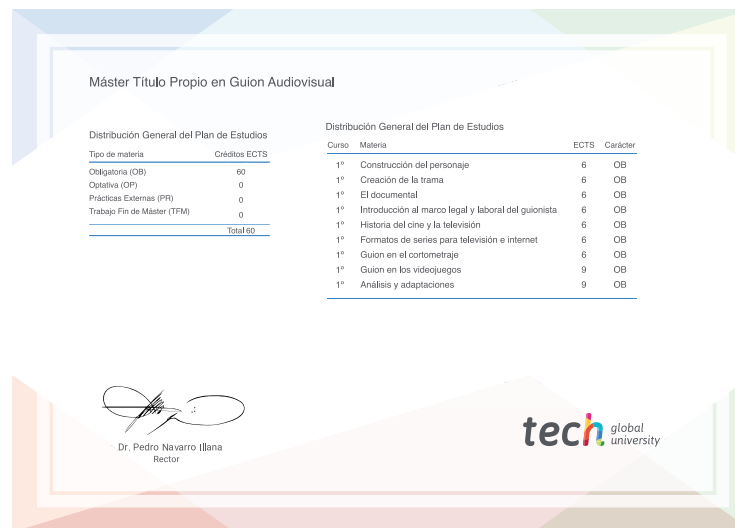 Máster Título Propio en Guion Audiovisual
Distribución General del Plan de Estudios
Tipo de materia Créditos ECTS
Obligatoria (OB) 60
Optativa (OP) 0
Prácticas Externas (PR) 0
Trabajo Fin de Máster (TFM) 0
Total 60
Distribución General del Plan de Estudios
Curso Materia ECTS Carácter
1º Construcción del personaje 6 OB
1º Creación de la trama 6 OB
1º El documental 6 OB
1º Introducción al marco legal y laboral del guionista 6 OB
1º Historia del cine y la televisión 6 OB
1º Formatos de series para televisión e internet 6 OB
1º Guion en el cortometraje 6 OB
1º Guion en los videojuegos 9 OB
1º Análisis y adaptaciones 9 OB
Dr. Pedro Navarro Illana
Rector
tech global
university